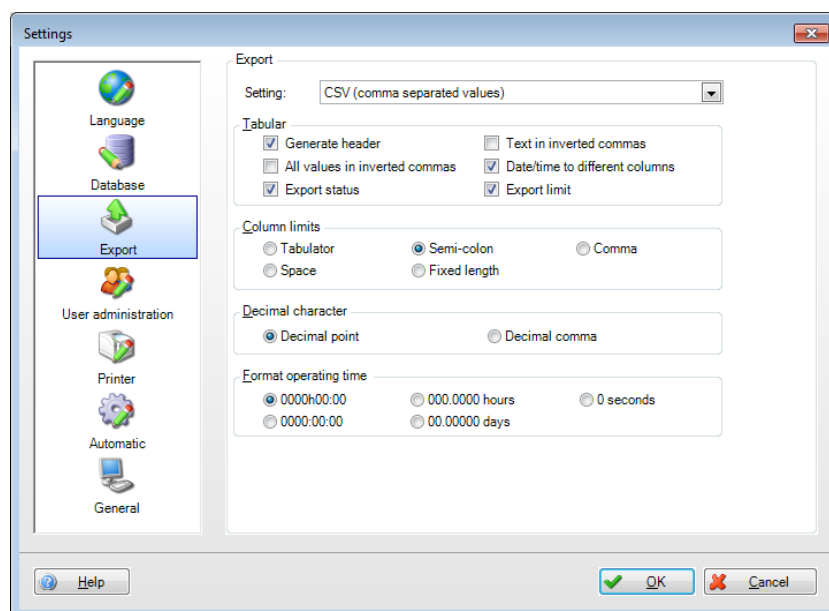 Settings
Language
Database
Export
User administration
Printer
Automatic
General
Export
Setting: CSV (comma separated values)
Tabular
Generate header Text in inverted commas
All values in inverted commas Date/time to different columns
Export status Export limit
Column limits
Tabulator Semi-colon Comma
Space Fixed length
Decimal character
Decimal point Decimal comma
Format operating time
0000h00:00 000.0000 hours 0 seconds
0000:00:00 00.00000 days
Help OK Cancel